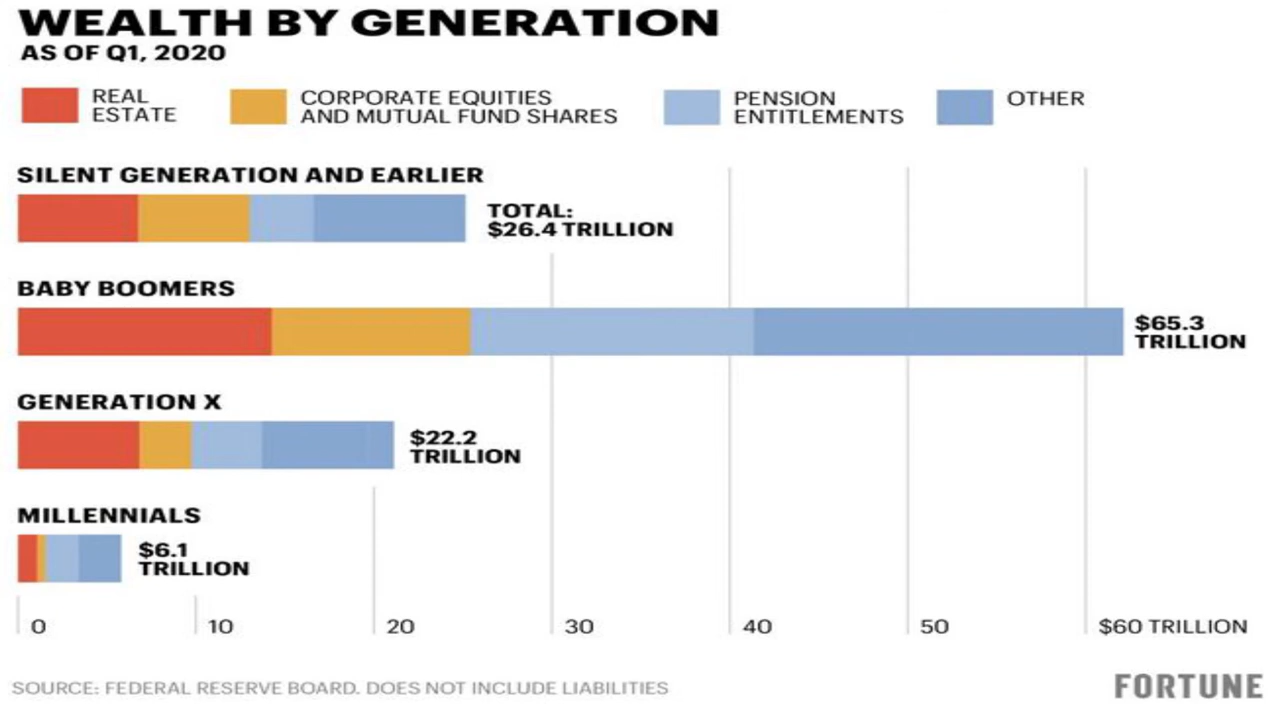 WEALTH BY GENERATION
AS OF Q1, 2020
REAL
ESTATE
CORPORATE EQUITIES
AND MUTUAL FUND SHARES
PENSION
ENTITLEMENTS
OTHER
SILENT GENERATION AND EARLIER
TOTAL:
$26.4 TRILLION
BABY BOOMERS
$65.3
TRILLION
GENERATION X
$22.2
TRILLION
MILLENNIALS
$6.1
TRILLION
0 10 20 30 40 50 $60 TRILLION
SOURCE: FEDERAL RESERVE BOARD. DOES NOT INCLUDE LIABILITIES
FORTUNE